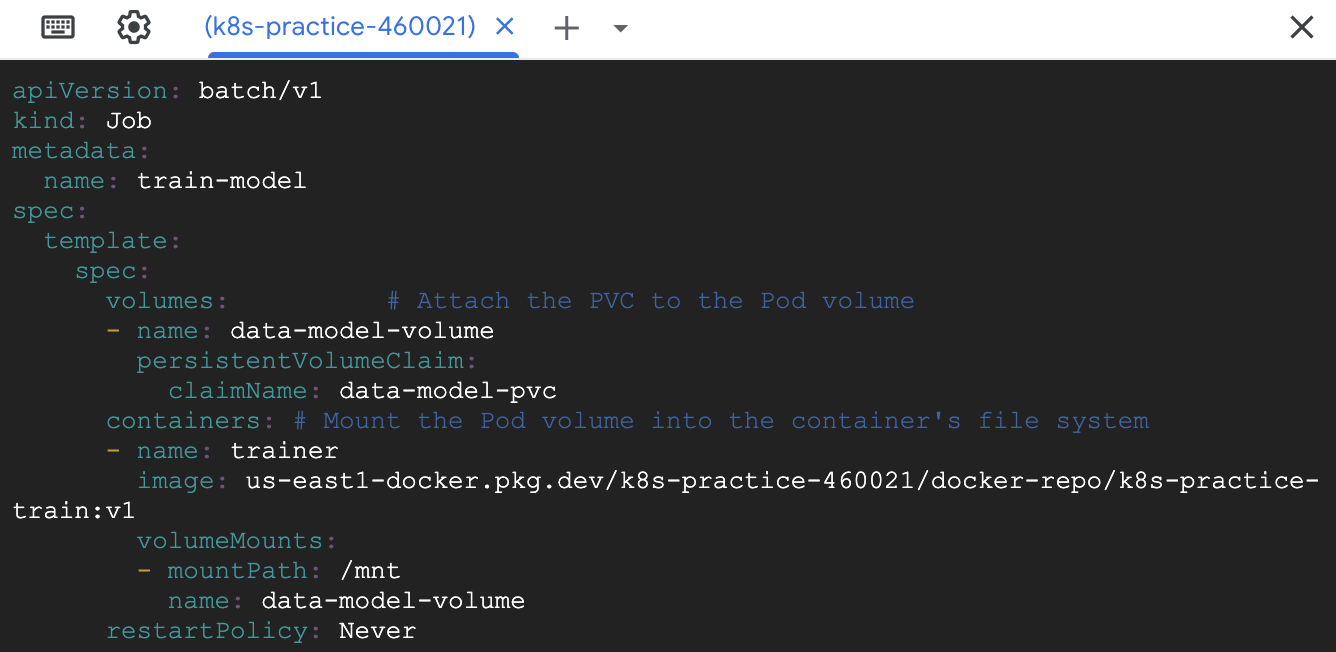 (k8s-practice-460021)
apiVersion: batch/v1
kind: Job
metadata:
  name: train-model
spec:
  template:
    spec:
      volumes:          # Attach the PVC to the Pod volume
      - name: data-model-volume
        persistentVolumeClaim:
          claimName: data-model-pvc
      containers: # Mount the Pod volume into the container's file system
      - name: trainer
        image: us-east1-docker.pkg.dev/k8s-practice-460021/docker-repo/k8s-practice-
train:v1
        volumeMounts:
        - mountPath: /mnt
          name: data-model-volume
      restartPolicy: Never